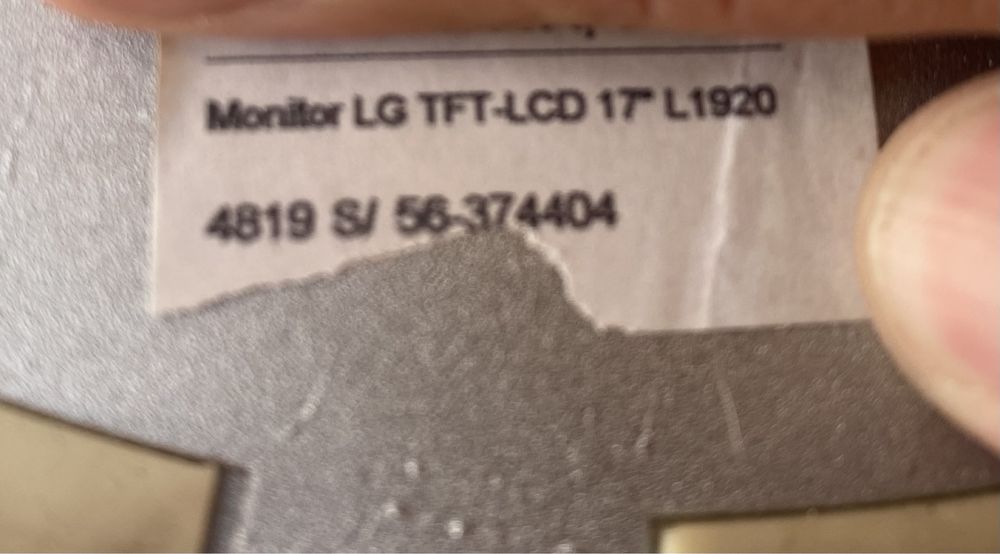 Monitor LG TFT-LCD 17" L1920
4819 S/ 56-374404